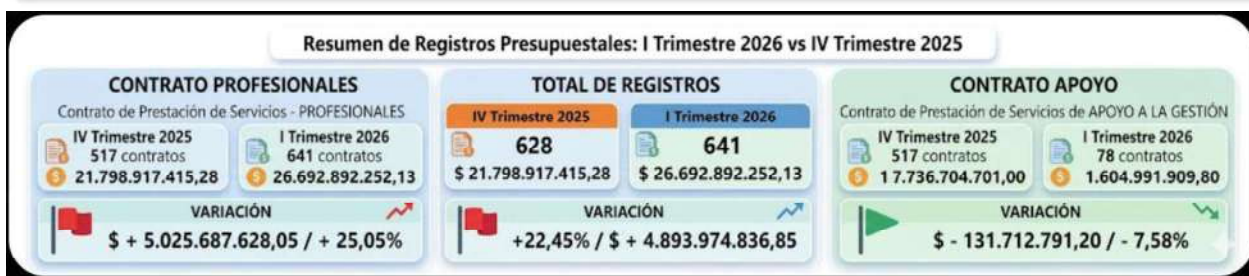 Resumen de Registros Presupuestales: I Trimestre 2026 vs IV Trimestre 2025
CONTRATO PROFESIONALES
Contrato de Prestación de Servicios - PROFESIONALES
IV Trimestre 2025
517 contratos
$ 21.798.917.415,28
I Trimestre 2026
641 contratos
$ 26.692.892.252,13
VARIACIÓN
$ + 5.025.687.628,05 / + 25,05%
TOTAL DE REGISTROS
IV Trimestre 2025
628
$ 21.798.917.415,28
I Trimestre 2026
641
$ 26.692.892.252,13
VARIACIÓN
+22,45% / $ + 4.893.974.836,85
CONTRATO APOYO
Contrato de Prestación de Servicios de APOYO A LA GESTIÓN
IV Trimestre 2025
517 contratos
$ 17.736.704.701,00
I Trimestre 2026
78 contratos
$ 1.604.991.909,80
VARIACIÓN
$ - 131.712.791,20 / - 7,58%